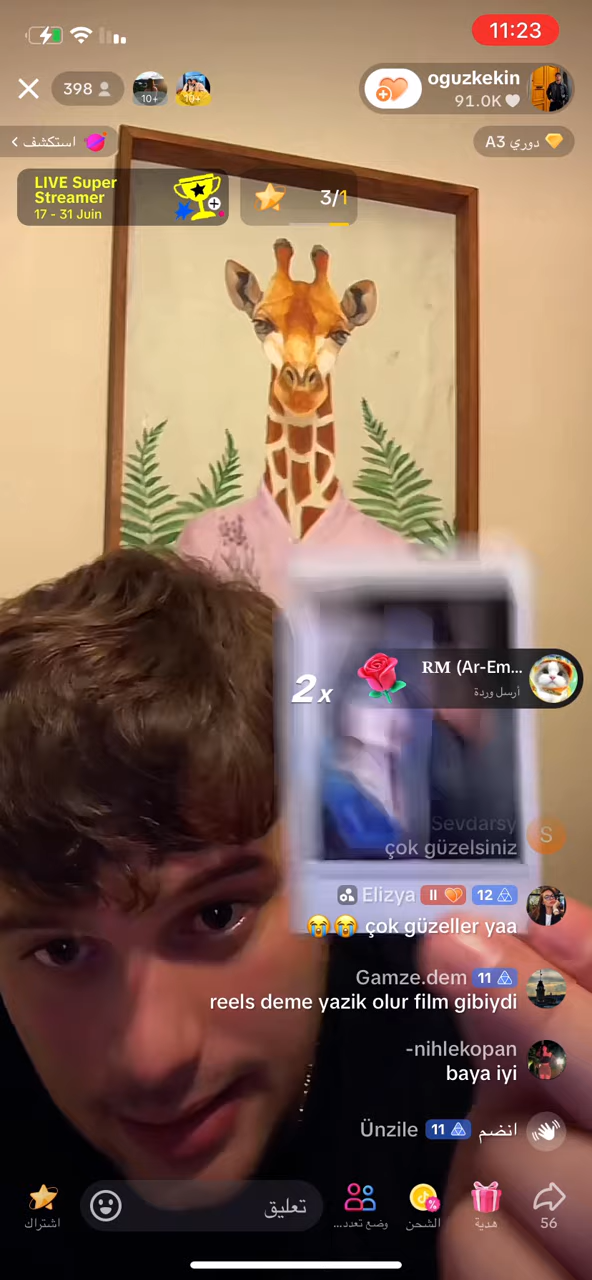 11:23
398
10+
10+
oguzkekin
91.0K
استكشف
دوري A3
LIVE Super
Streamer
17 - 31 Juin
3/1
2x
RM (Ar-Em...
أرسل وردة
Sevdarsy
S
çok güzelsiniz
Elizya II 12
😭😭 çok güzeller yaa
Gamze.dem 11
reels deme yazik olur film gibiydi
-nihlekopan
baya iyi
Ünzile 11 انضم
اشتراك
تعليق
وضع تعدد...
الشحن
هدية
56